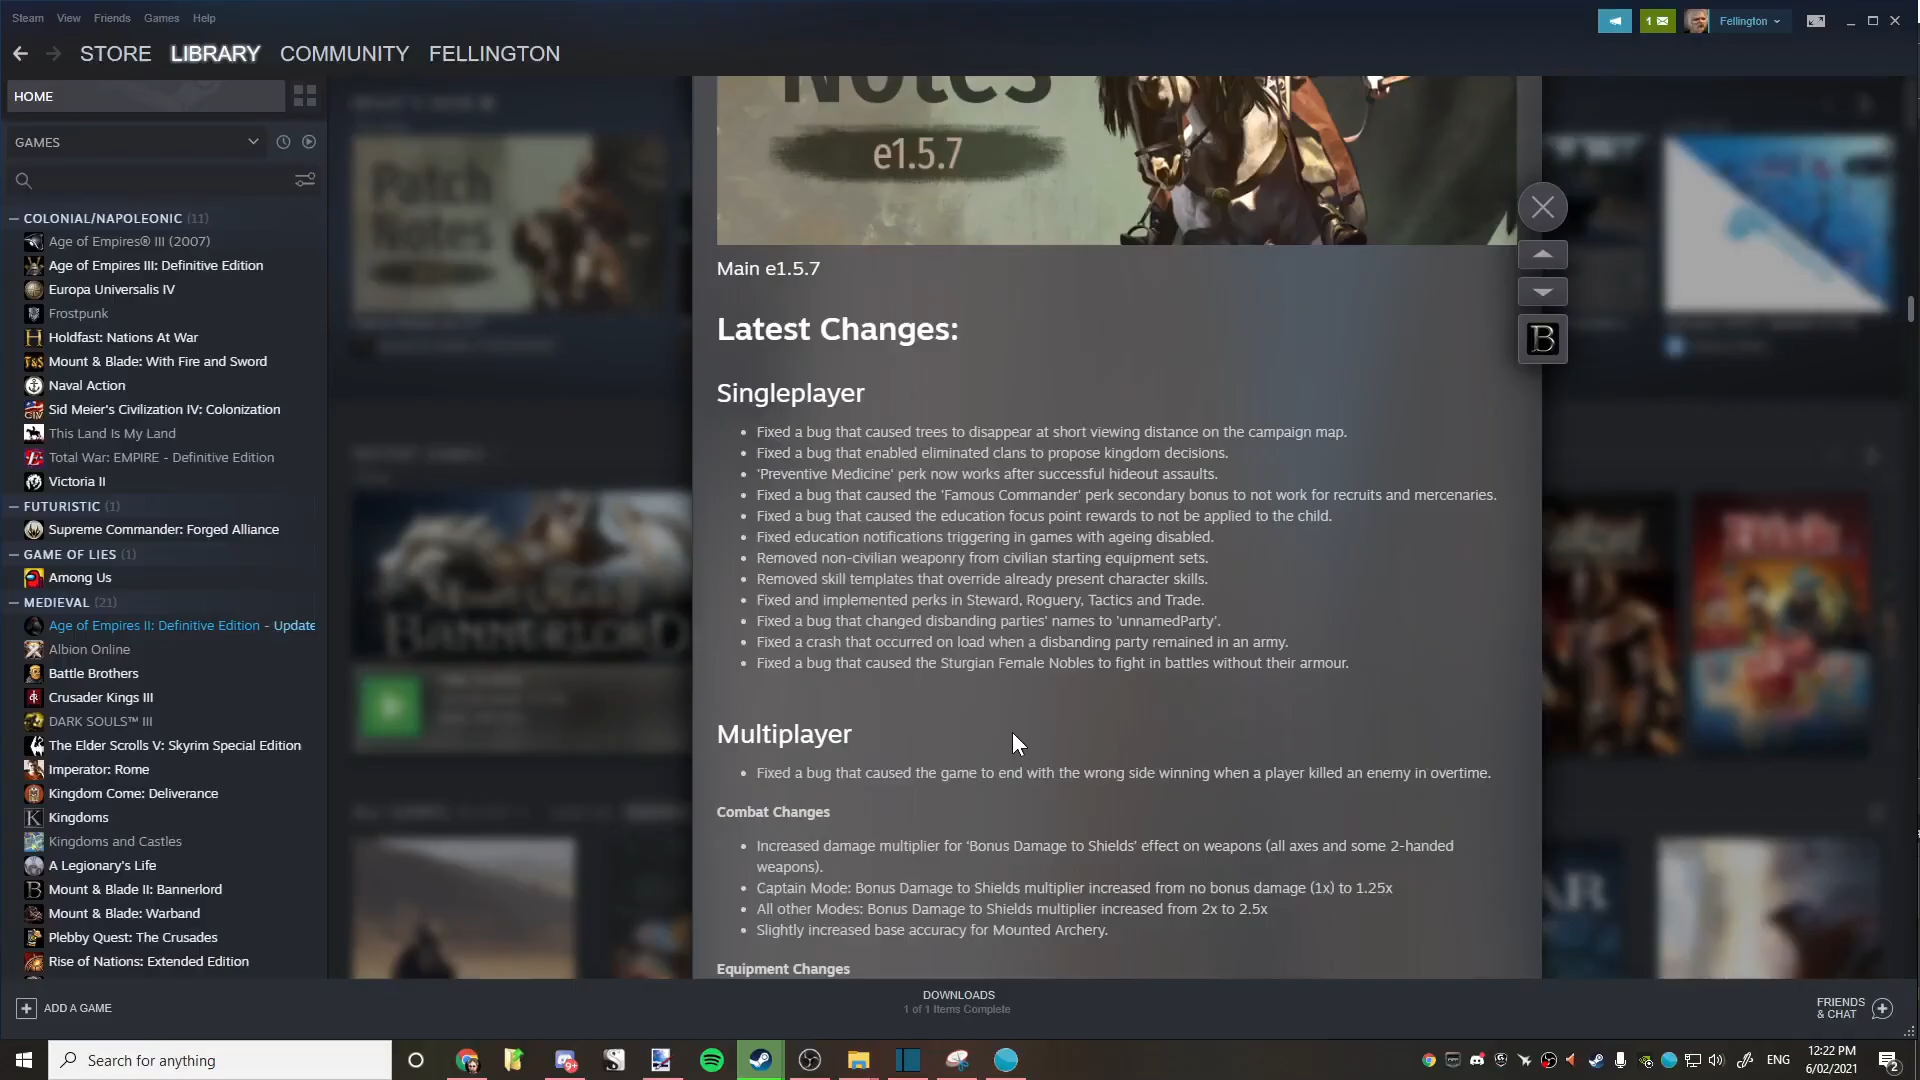 Steam View Friends Games Help
1
Fellington
STORE LIBRARY COMMUNITY FELLINGTON
HOME
GAMES
COLONIAL/NAPOLEONIC (11)
Age of Empires® III (2007)
Age of Empires III: Definitive Edition
Europa Universalis IV
Frostpunk
Holdfast: Nations At War
Mount & Blade: With Fire and Sword
Naval Action
Sid Meier's Civilization IV: Colonization
This Land Is My Land
Total War: EMPIRE - Definitive Edition
Victoria II
FUTURISTIC (1)
Supreme Commander: Forged Alliance
GAME OF LIES (1)
Among Us
MEDIEVAL (21)
Age of Empires II: Definitive Edition - Update
Albion Online
Battle Brothers
Crusader Kings III
DARK SOULS™ III
The Elder Scrolls V: Skyrim Special Edition
Imperator: Rome
Kingdom Come: Deliverance
Kingdoms
Kingdoms and Castles
A Legionary's Life
Mount & Blade II: Bannerlord
Mount & Blade: Warband
Plebby Quest: The Crusades
Rise of Nations: Extended Edition
Patch
Notes
BANNERLORD
Notes
e1.5.7
Main e1.5.7
Latest Changes:
Singleplayer
• Fixed a bug that caused trees to disappear at short viewing distance on the campaign map.
• Fixed a bug that enabled eliminated clans to propose kingdom decisions.
• 'Preventive Medicine' perk now works after successful hideout assaults.
• Fixed a bug that caused the 'Famous Commander' perk secondary bonus to not work for recruits and mercenaries.
• Fixed a bug that caused the education focus point rewards to not be applied to the child.
• Fixed education notifications triggering in games with ageing disabled.
• Removed non-civilian weaponry from civilian starting equipment sets.
• Removed skill templates that override already present character skills.
• Fixed and implemented perks in Steward, Roguery, Tactics and Trade.
• Fixed a bug that changed disbanding parties' names to 'unnamedParty'.
• Fixed a crash that occurred on load when a disbanding party remained in an army.
• Fixed a bug that caused the Sturgian Female Nobles to fight in battles without their armour.
Multiplayer
• Fixed a bug that caused the game to end with the wrong side winning when a player killed an enemy in overtime.
Combat Changes
• Increased damage multiplier for 'Bonus Damage to Shields' effect on weapons (all axes and some 2-handed
weapons).
• Captain Mode: Bonus Damage to Shields multiplier increased from no bonus damage (1x) to 1.25x
• All other Modes: Bonus Damage to Shields multiplier increased from 2x to 2.5x
• Slightly increased base accuracy for Mounted Archery.
Equipment Changes
B
ADD A GAME
DOWNLOADS
1 of 1 Items Complete
FRIENDS
& CHAT
Search for anything
ENG
12:22 PM
6/02/2021
2